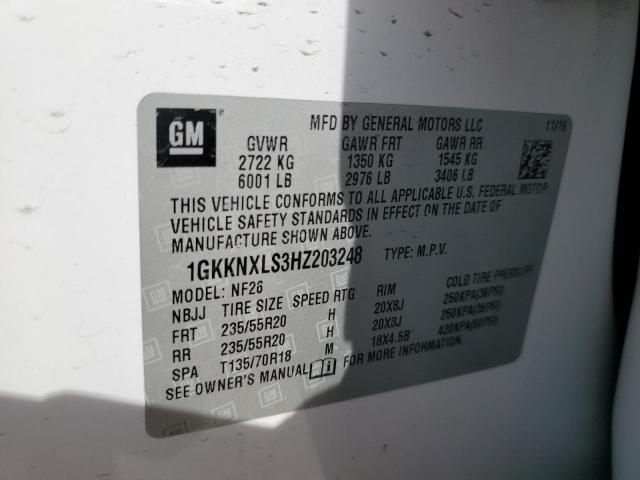 GM
MFD BY GENERAL MOTORS LLC 11/16
GVWR GAWR FRT GAWR RR
2722 KG 1350 KG 1545 KG
6001 LB 2976 LB 3406 LB
THIS VEHICLE CONFORMS TO ALL APPLICABLE U.S. FEDERAL MOTOR
VEHICLE SAFETY STANDARDS IN EFFECT ON THE DATE OF
MANUFACTURE SHOWN ABOVE.
1GKKNXLS3HZ203248 TYPE: M.P.V.
MODEL: NF26
NBJJ TIRE SIZE SPEED RTG RIM COLD TIRE PRESSURE
FRT 235/55R20 H 20X8J 250KPA(36PSI)
RR 235/55R20 H 20X8J 250KPA(36PSI)
SPA T135/70R18 M 18X4.5B 420KPA(60PSI)
SEE OWNER'S MANUAL FOR MORE INFORMATION.